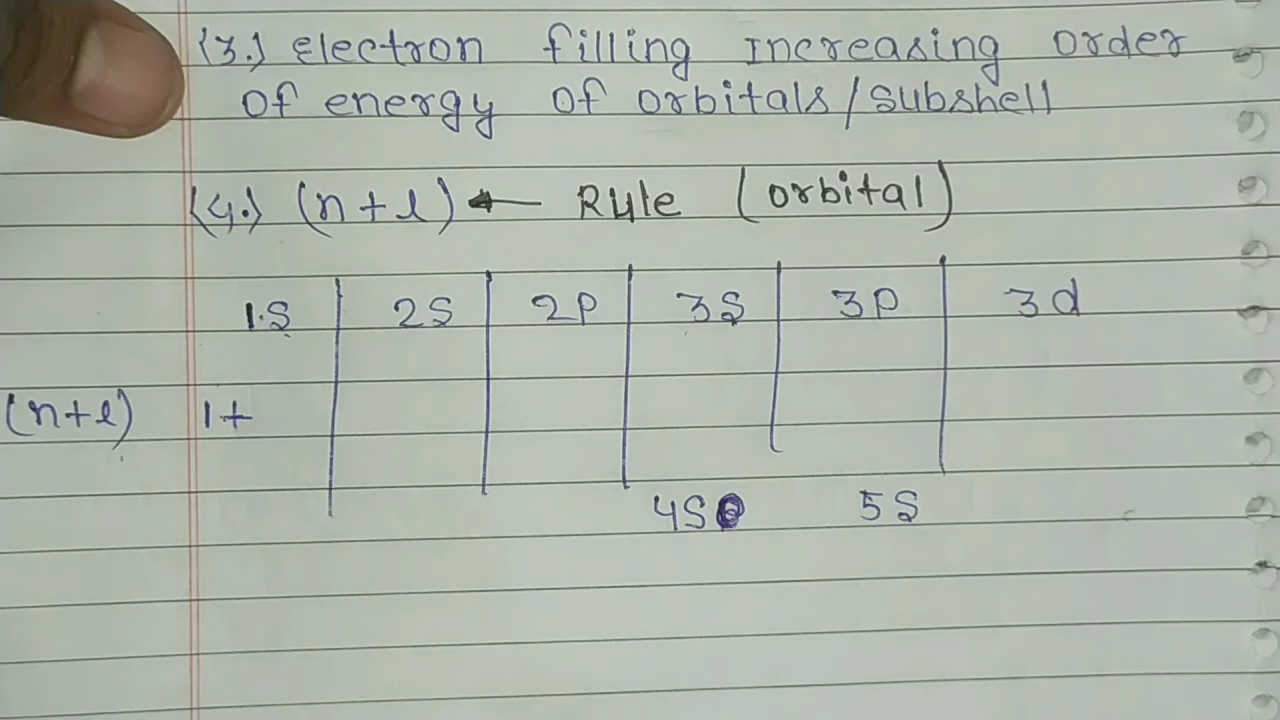 (3.) Electron filling Increasing order
of energy of orbitals/subshell
(4.) (n+l) ← Rule (orbital)
1s 2s 2p 3s 3p 3d
(n+l) 1+
4s 5s